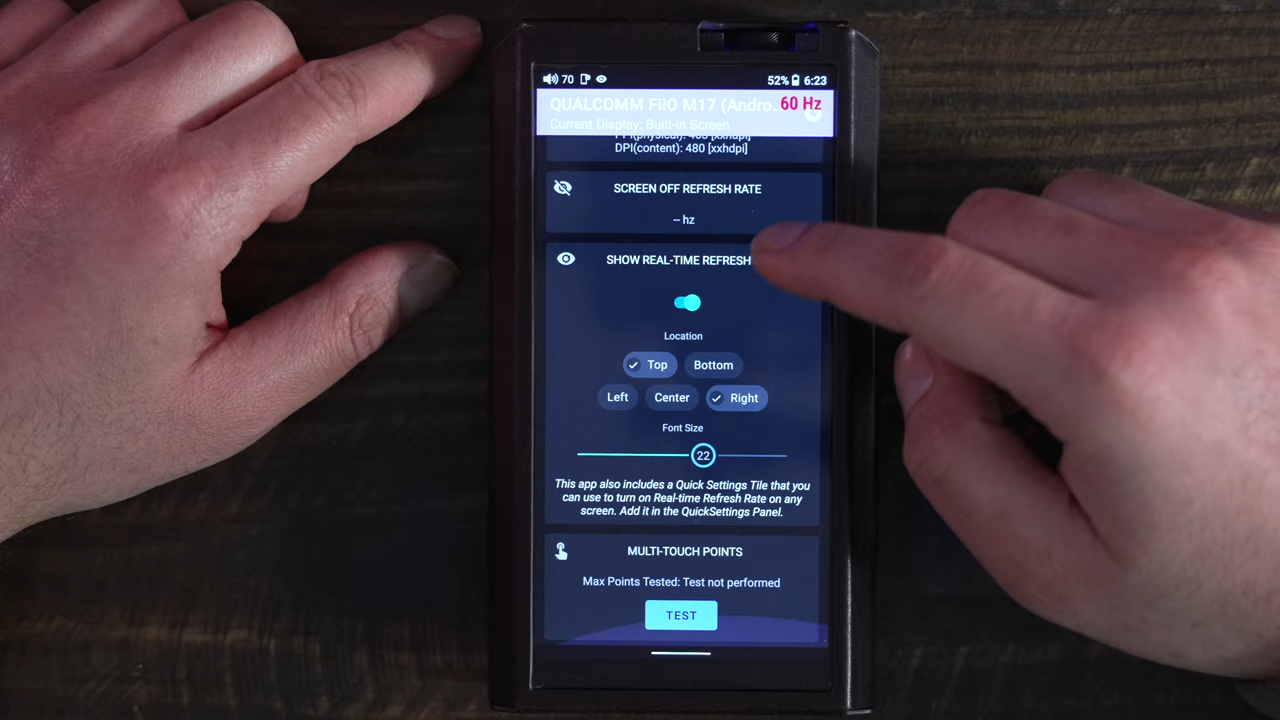 70 52% 6:23
QUALCOMM FiiO M17 (Andro... 60 Hz
Current Display: Built-in Screen
DPI(content): 480 [xxhdpi]
SCREEN OFF REFRESH RATE
-- hz
SHOW REAL-TIME REFRESH
Location
Top Bottom
Left Center Right
Font Size
22
This app also includes a Quick Settings Tile that you
can use to turn on Real-time Refresh Rate on any
screen. Add it in the QuickSettings Panel.
MULTI-TOUCH POINTS
Max Points Tested: Test not performed
TEST